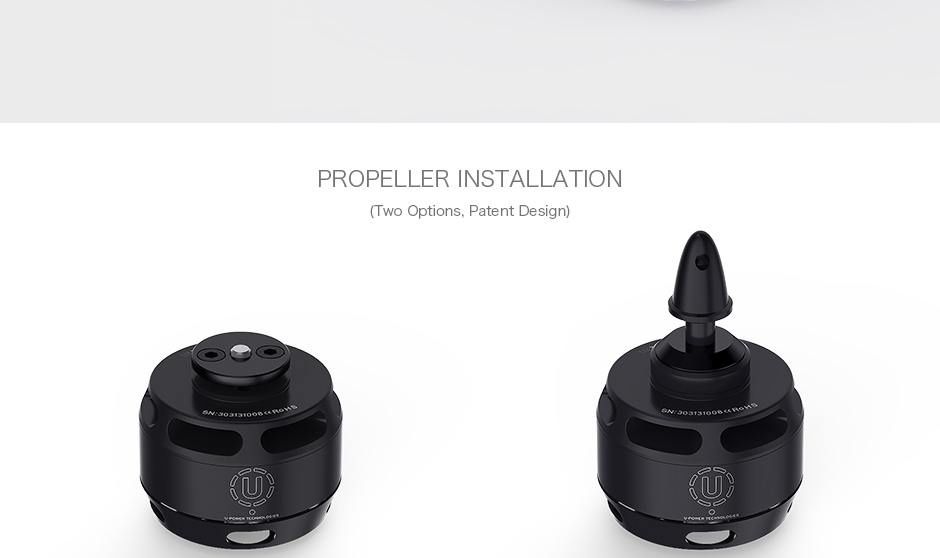 PROPELLER INSTALLATION
(Two Options, Patent Design)
SN:303131008 CE RoHS
SN:303131008 CE RoHS
U
U
U-POWER TECHNOLOGIES
U-POWER TECHNOLOGIES